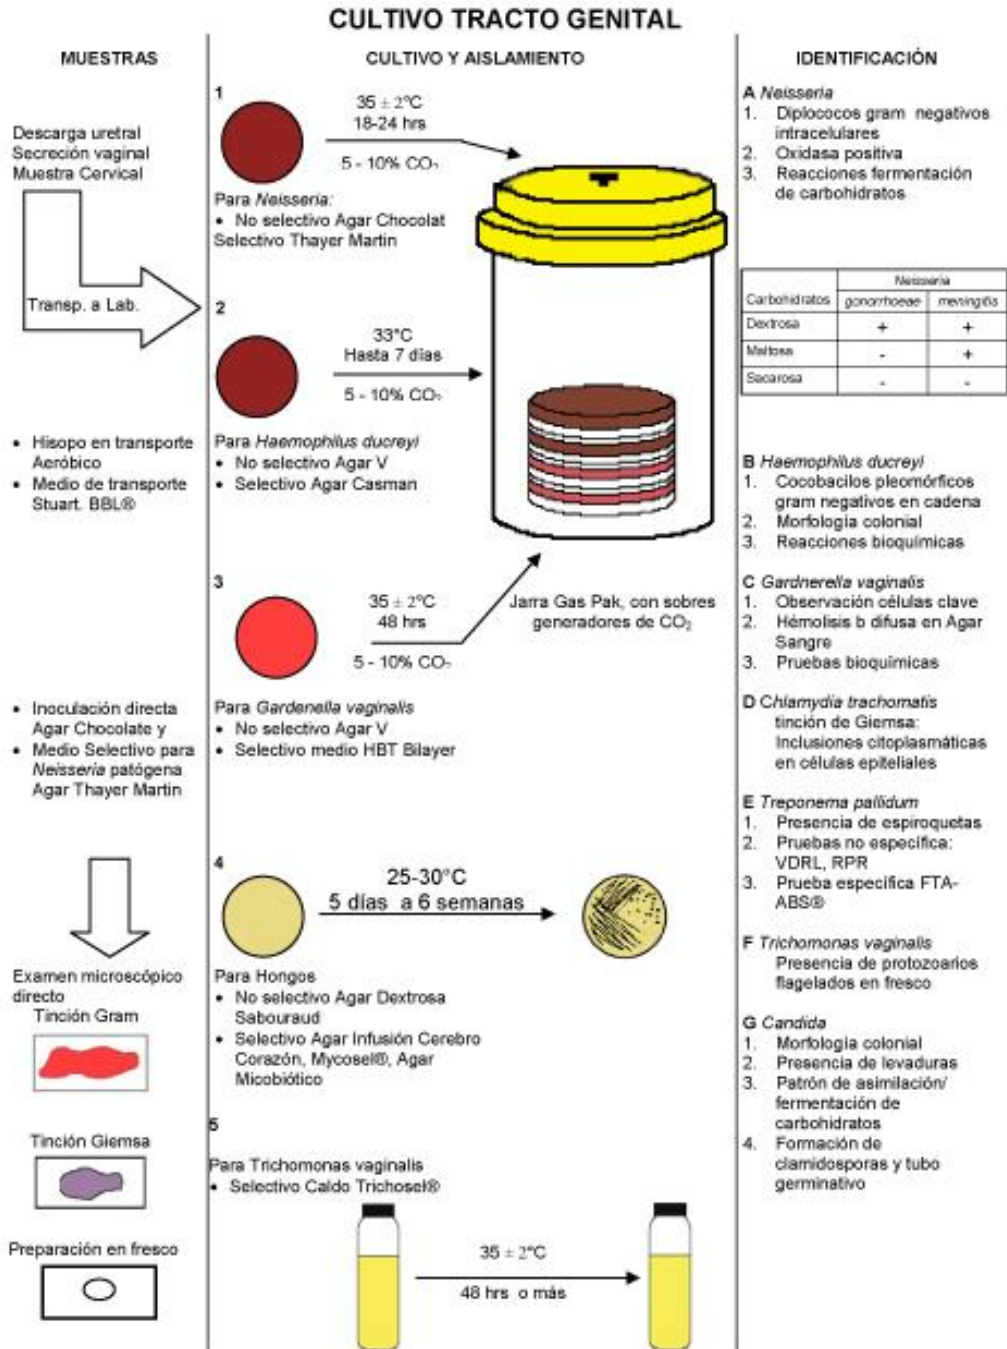 CULTIVO TRACTO GENITAL
MUESTRAS
Descarga uretral
Secreción vaginal
Muestra Cervical
Transp. a Lab.
• Hisopo en transporte
Aeróbico
• Medio de transporte
Stuart. BBL®
• Inoculación directa
Agar Chocolate y
• Medio Selectivo para
Neisseria patógena
Agar Thayer Martin
Examen microscópico
directo
Tinción Gram
Tinción Giemsa
Preparación en fresco
CULTIVO Y AISLAMIENTO
1
35 ± 2°C
18-24 hrs
5 - 10% CO₂
Para Neisseria:
• No selectivo Agar Chocolat
Selectivo Thayer Martin
2
33°C
Hasta 7 días
5 - 10% CO₂
Para Haemophilus ducreyi
• No selectivo Agar V
• Selectivo Agar Casman
3
35 ± 2°C
48 hrs
5 - 10% CO₂
Jarra Gas Pak, con sobres
generadores de CO₂
Para Gardenella vaginalis
• No selectivo Agar V
• Selectivo medio HBT Bilayer
4
25-30°C
5 días a 6 semanas
Para Hongos
• No selectivo Agar Dextrosa
Sabouraud
• Selectivo Agar Infusión Cerebro
Corazón, Mycosel®, Agar
Micobiótico
5
Para Trichomonas vaginalis
• Selectivo Caldo Trichosel®
35 ± 2°C
48 hrs o más
IDENTIFICACIÓN
A Neisseria
1. Diplococos gram negativos
intracelulares
2. Oxidasa positiva
3. Reacciones fermentación
de carbohidratos
Neisseria
Carbohidratos gonorrhoeae meningitis
Dextrosa + +
Maltosa - +
Sacarosa - -
B Haemophilus ducreyi
1. Cocobacilos pleomórficos
gram negativos en cadena
2. Morfología colonial
3. Reacciones bioquímicas
C Gardnerella vaginalis
1. Observación células clave
2. Hémolisis b difusa en Agar
Sangre
3. Pruebas bioquímicas
D Chlamydia trachomatis
tinción de Giemsa:
Inclusiones citoplasmáticas
en células epiteliales
E Treponema pallidum
1. Presencia de espiroquetas
2. Pruebas no específica:
VDRL, RPR
3. Prueba específica FTA-
ABS®
F Trichomonas vaginalis
Presencia de protozoarios
flagelados en fresco
G Candida
1. Morfología colonial
2. Presencia de levaduras
3. Patrón de asimilación/
fermentación de
carbohidratos
4. Formación de
clamidosporas y tubo
germinativo